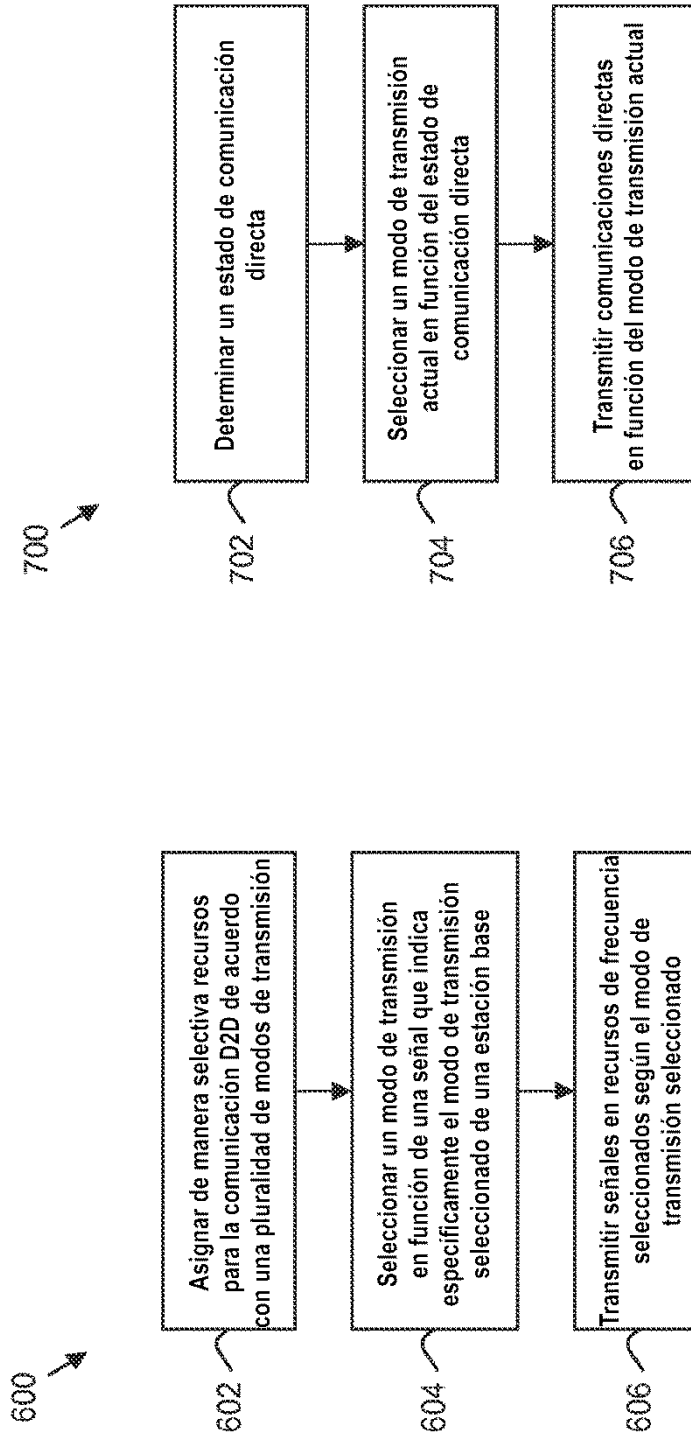 600
602
Asignar de manera selectiva recursos
para la comunicación D2D de acuerdo
con una pluralidad de modos de transmisión
604
Seleccionar un modo de transmisión
en función de una señal que indica
específicamente el modo de transmisión
seleccionado de una estación base
606
Transmitir señales en recursos de frecuencia
seleccionados según el modo de
transmisión seleccionado
700
702
Determinar un estado de comunicación
directa
704
Seleccionar un modo de transmisión
actual en función del estado de
comunicación directa
706
Transmitir comunicaciones directas
en función del modo de transmisión actual